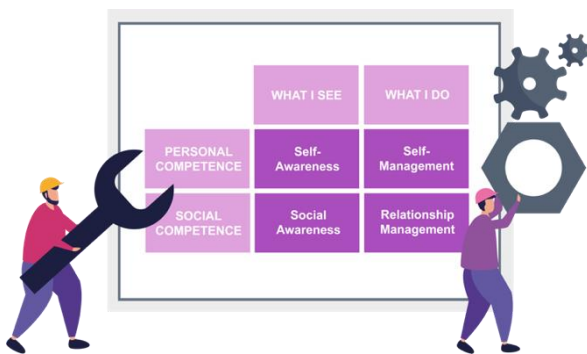 WHAT I SEE
WHAT I DO
PERSONAL
COMPETENCE
Self-
Awareness
Self-
Management
SOCIAL
COMPETENCE
Social
Awareness
Relationship
Management